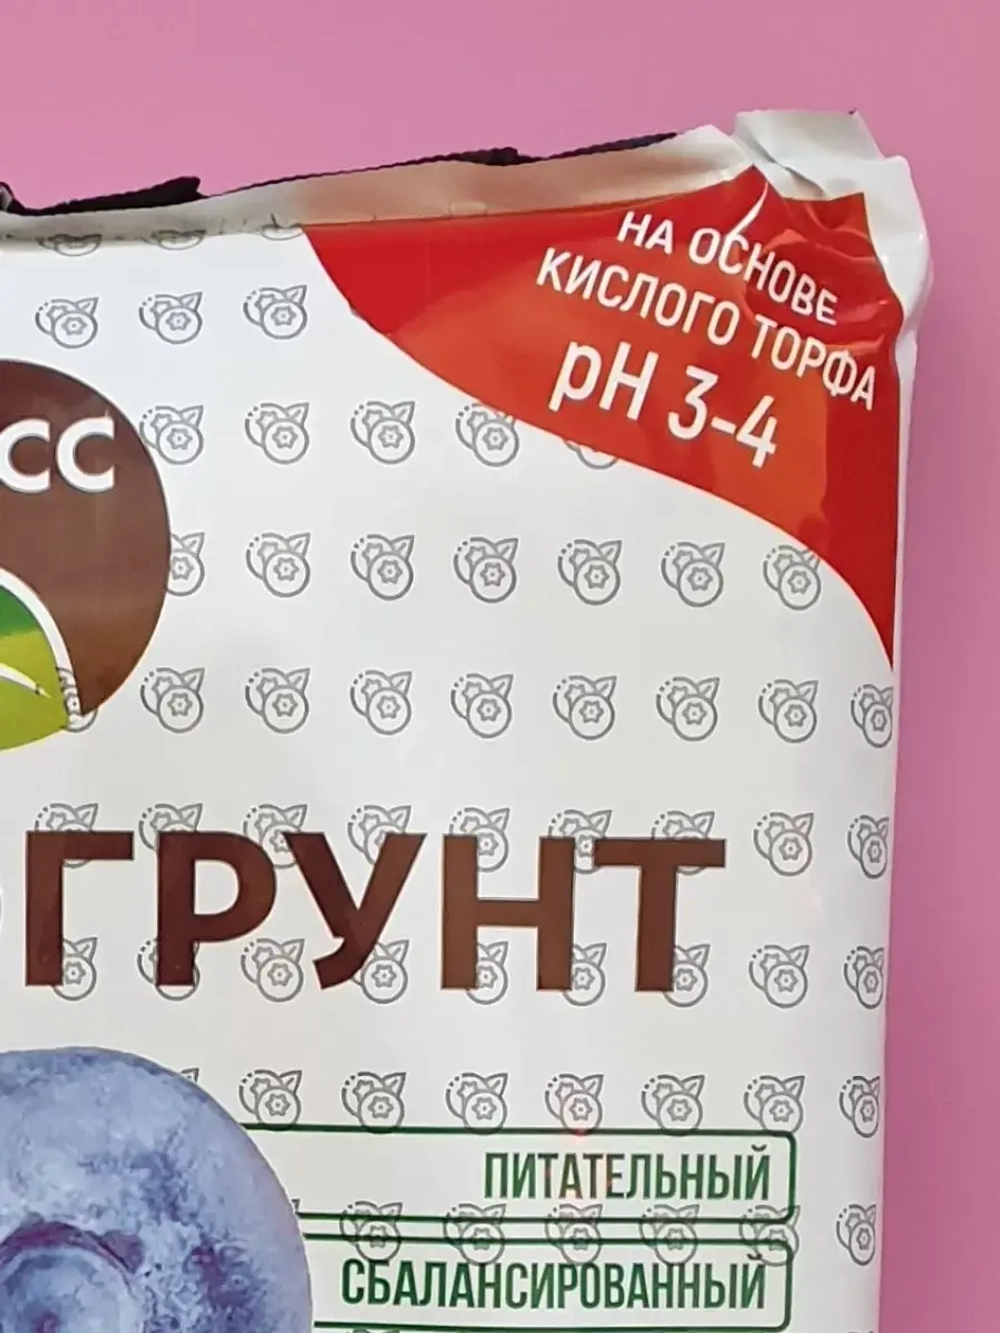 НА ОСНОВЕ
КИСЛОГО ТОРФА
pH 3-4
СС
ГРУНТ
ПИТАТЕЛЬНЫЙ
СБАЛАНСИРОВАННЫЙ